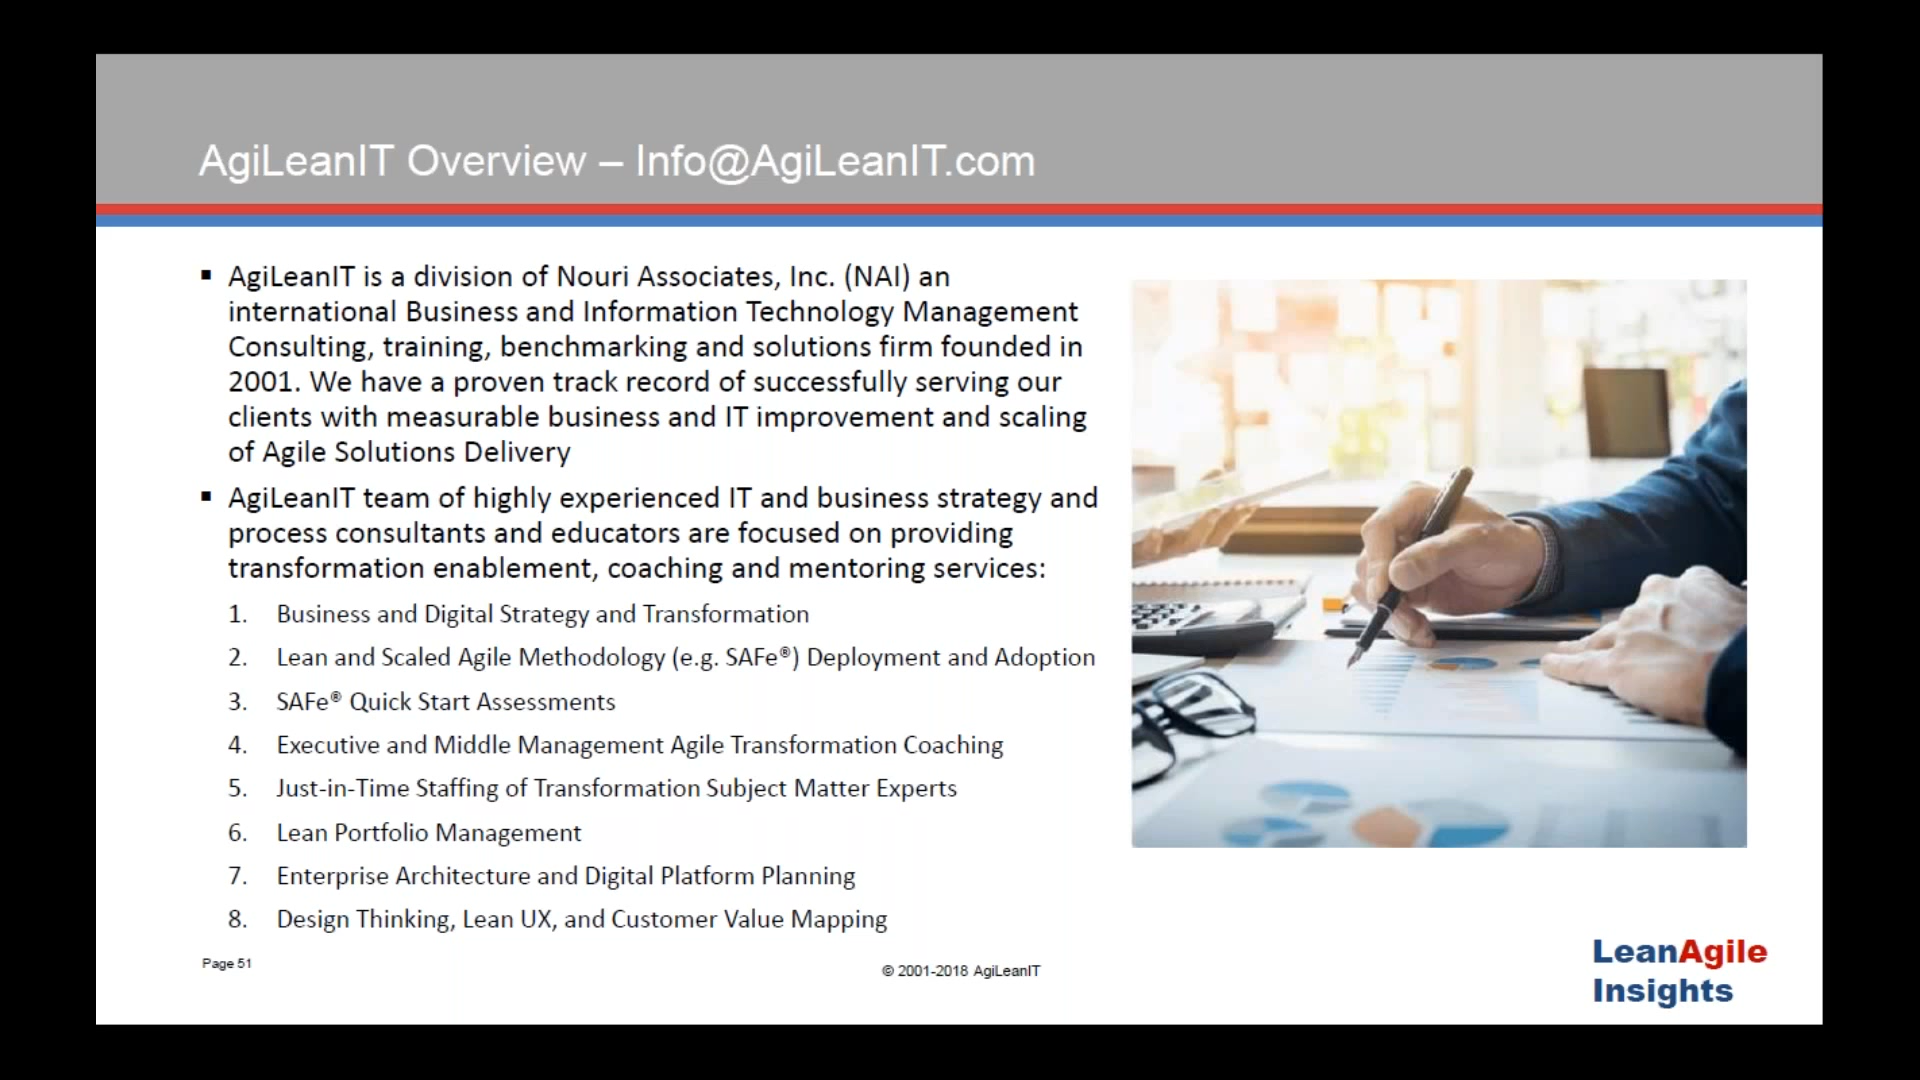 AgiLeanIT Overview – Info@AgiLeanIT.com
▪ AgiLeanIT is a division of Nouri Associates, Inc. (NAI) an
international Business and Information Technology Management
Consulting, training, benchmarking and solutions firm founded in
2001. We have a proven track record of successfully serving our
clients with measurable business and IT improvement and scaling
of Agile Solutions Delivery
▪ AgiLeanIT team of highly experienced IT and business strategy and
process consultants and educators are focused on providing
transformation enablement, coaching and mentoring services:
1. Business and Digital Strategy and Transformation
2. Lean and Scaled Agile Methodology (e.g. SAFe®) Deployment and Adoption
3. SAFe® Quick Start Assessments
4. Executive and Middle Management Agile Transformation Coaching
5. Just-in-Time Staffing of Transformation Subject Matter Experts
6. Lean Portfolio Management
7. Enterprise Architecture and Digital Platform Planning
8. Design Thinking, Lean UX, and Customer Value Mapping
Page 51
© 2001-2018 AgiLeanIT
LeanAgile
Insights